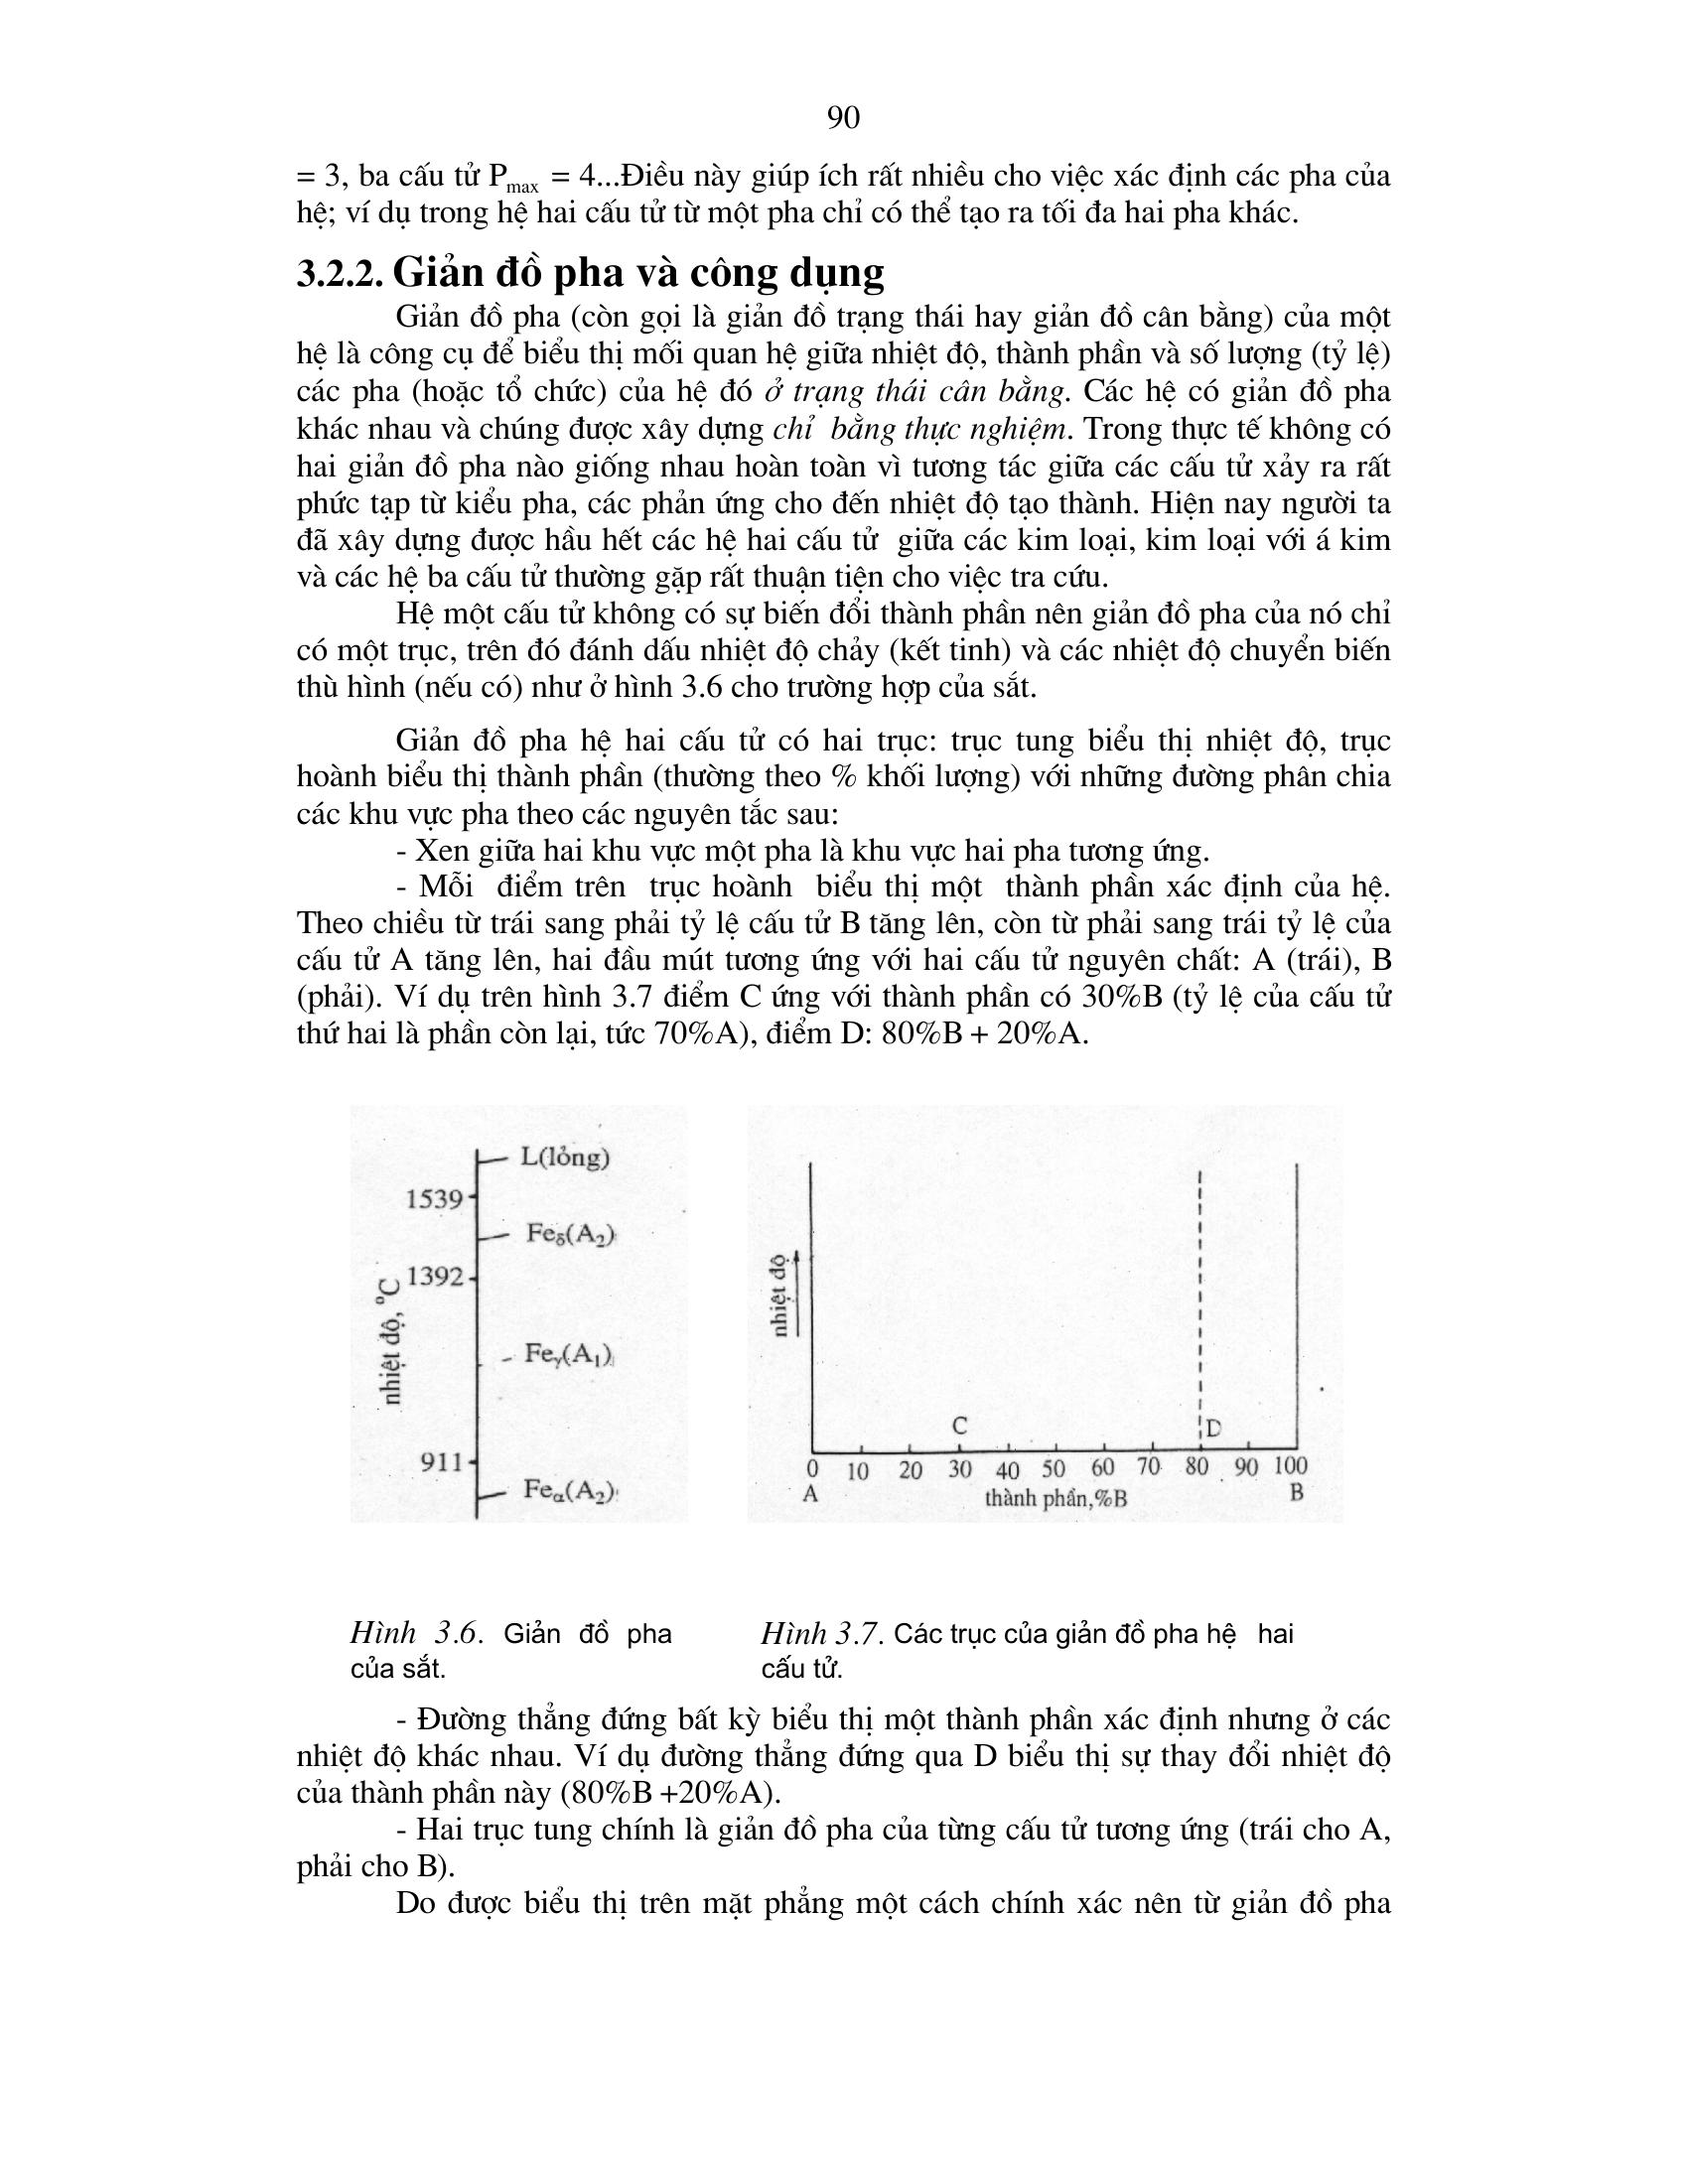 90
= 3, ba cấu tử Pmax = 4...Điều này giúp ích rất nhiều cho việc xác định các pha của
hệ; ví dụ trong hệ hai cấu tử từ một pha chỉ có thể tạo ra tối đa hai pha khác.
3.2.2. Giản đồ pha và công dụng
Giản đồ pha (còn gọi là giản đồ trạng thái hay giản đồ cân bằng) của một
hệ là công cụ để biểu thị mối quan hệ giữa nhiệt độ, thành phần và số lượng (tỷ lệ)
các pha (hoặc tổ chức) của hệ đó ở trạng thái cân bằng. Các hệ có giản đồ pha
khác nhau và chúng được xây dựng chỉ bằng thực nghiệm. Trong thực tế không có
hai giản đồ pha nào giống nhau hoàn toàn vì tương tác giữa các cấu tử xảy ra rất
phức tạp từ kiểu pha, các phản ứng cho đến nhiệt độ tạo thành. Hiện nay người ta
đã xây dựng được hầu hết các hệ hai cấu tử giữa các kim loại, kim loại với á kim
và các hệ ba cấu tử thường gặp rất thuận tiện cho việc tra cứu.
Hệ một cấu tử không có sự biến đổi thành phần nên giản đồ pha của nó chỉ
có một trục, trên đó đánh dấu nhiệt độ chảy (kết tinh) và các nhiệt độ chuyển biến
thù hình (nếu có) như ở hình 3.6 cho trường hợp của sắt.
Giản đồ pha hệ hai cấu tử có hai trục: trục tung biểu thị nhiệt độ, trục
hoành biểu thị thành phần (thường theo % khối lượng) với những đường phân chia
các khu vực pha theo các nguyên tắc sau:
- Xen giữa hai khu vực một pha là khu vực hai pha tương ứng.
- Mỗi điểm trên trục hoành biểu thị một thành phần xác định của hệ.
Theo chiều từ trái sang phải tỷ lệ cấu tử B tăng lên, còn từ phải sang trái tỷ lệ của
cấu tử A tăng lên, hai đầu mút tương ứng với hai cấu tử nguyên chất: A (trái), B
(phải). Ví dụ trên hình 3.7 điểm C ứng với thành phần có 30%B (tỷ lệ của cấu tử
thứ hai là phần còn lại, tức 70%A), điểm D: 80%B + 20%A.
L(lỏng)
1539
Feδ(A2)
1392
nhiệt độ, °C
Feγ(A1)
911
Feα(A2)
nhiệt độ
C
D
0 10 20 30 40 50 60 70 80 90 100
A thành phần,%B B
Hình 3.6. Giản đồ pha
của sắt.
Hình 3.7. Các trục của giản đồ pha hệ hai
cấu tử.
- Đường thẳng đứng bất kỳ biểu thị một thành phần xác định nhưng ở các
nhiệt độ khác nhau. Ví dụ đường thẳng đứng qua D biểu thị sự thay đổi nhiệt độ
của thành phần này (80%B +20%A).
- Hai trục tung chính là giản đồ pha của từng cấu tử tương ứng (trái cho A,
phải cho B).
Do được biểu thị trên mặt phẳng một cách chính xác nên từ giản đồ pha